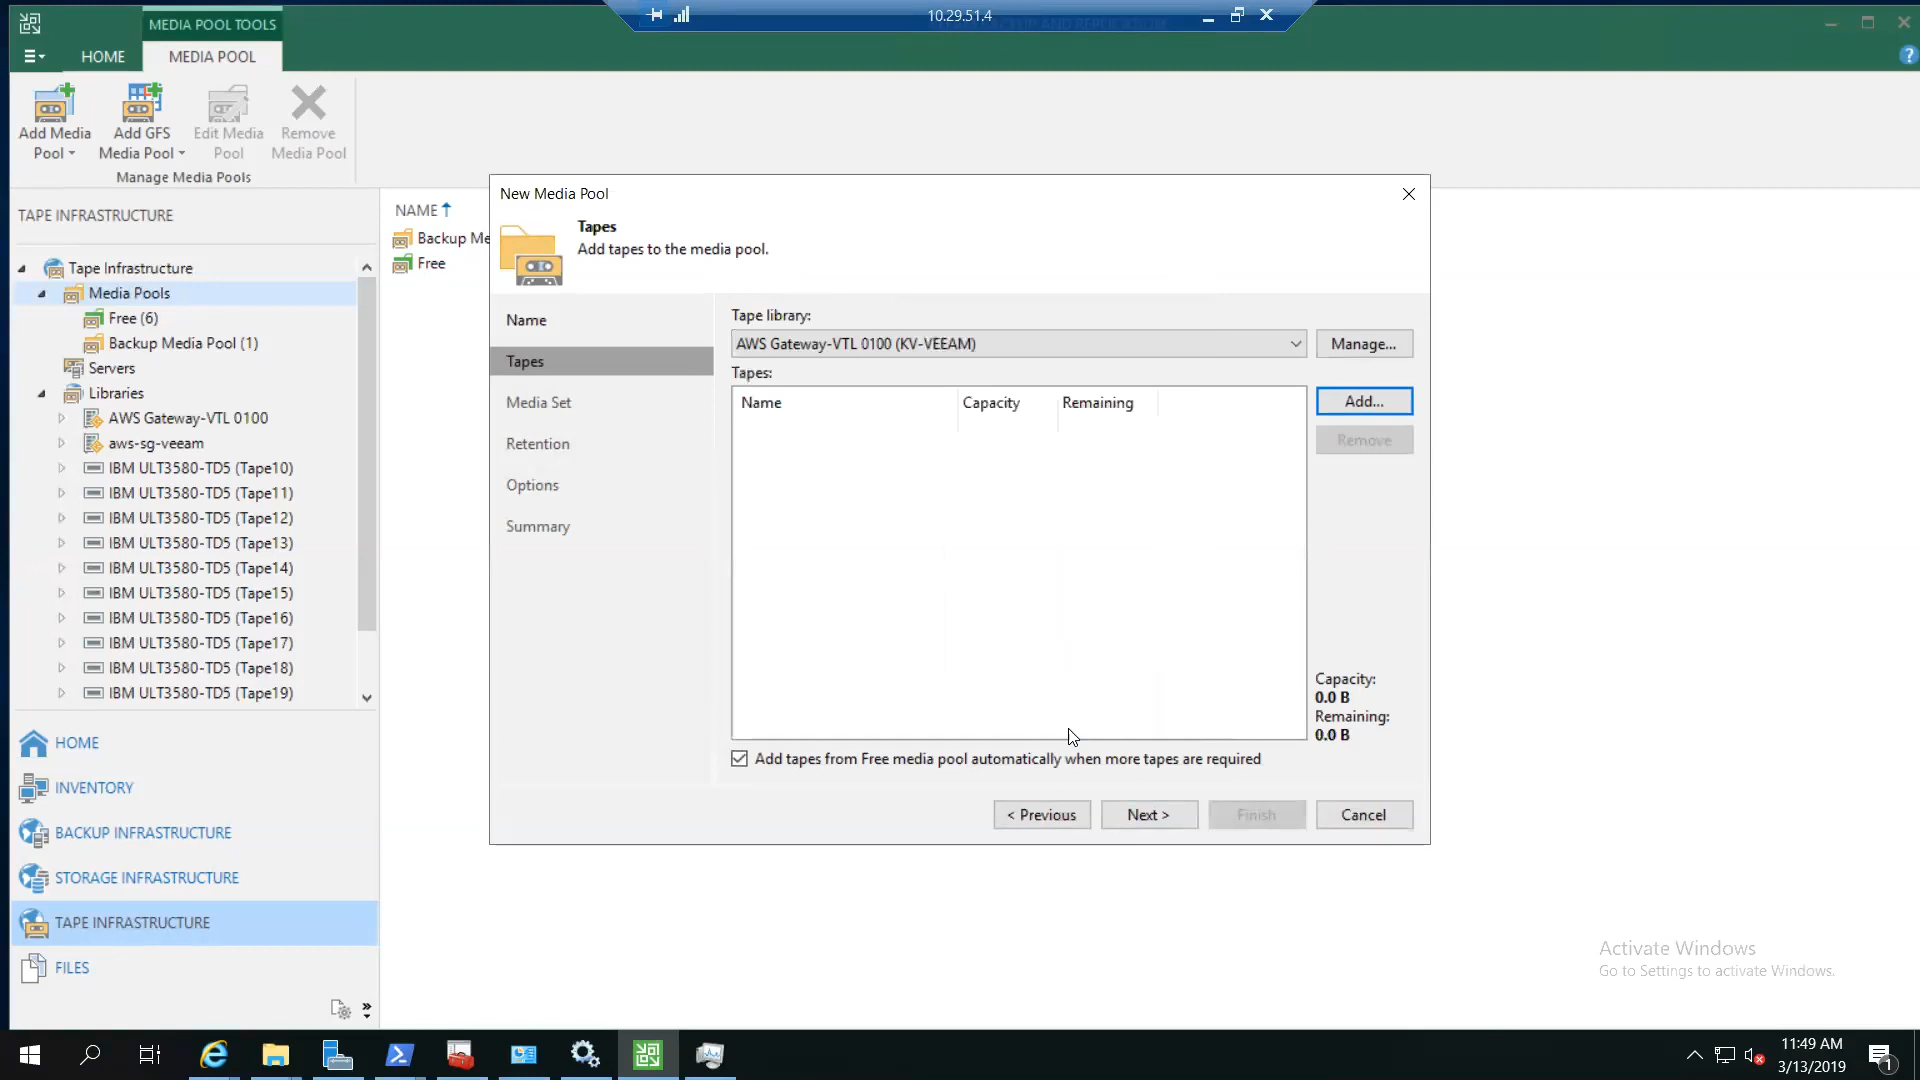 MEDIA POOL TOOLS
10.29.51.4
HOME
MEDIA POOL
Add Media
Pool
Add GFS
Media Pool
Edit Media
Pool
Remove
Media Pool
Manage Media Pools
TAPE INFRASTRUCTURE
Tape Infrastructure
Media Pools
Free (6)
Backup Media Pool (1)
Servers
Libraries
AWS Gateway-VTL 0100
aws-sg-veeam
IBM ULT3580-TD5 (Tape10)
IBM ULT3580-TD5 (Tape11)
IBM ULT3580-TD5 (Tape12)
IBM ULT3580-TD5 (Tape13)
IBM ULT3580-TD5 (Tape14)
IBM ULT3580-TD5 (Tape15)
IBM ULT3580-TD5 (Tape16)
IBM ULT3580-TD5 (Tape17)
IBM ULT3580-TD5 (Tape18)
IBM ULT3580-TD5 (Tape19)
HOME
INVENTORY
BACKUP INFRASTRUCTURE
STORAGE INFRASTRUCTURE
TAPE INFRASTRUCTURE
FILES
NAME
Backup Me
Free
New Media Pool
Tapes
Add tapes to the media pool.
Name
Tapes
Media Set
Retention
Options
Summary
Tape library:
AWS Gateway-VTL 0100 (KV-VEEAM)
Manage...
Tapes:
Name Capacity Remaining
Add...
Remove
Capacity:
0.0 B
Remaining:
0.0 B
Add tapes from Free media pool automatically when more tapes are required
< Previous
Next >
Finish
Cancel
Activate Windows
Go to Settings to activate Windows.
11:49 AM
3/13/2019
1